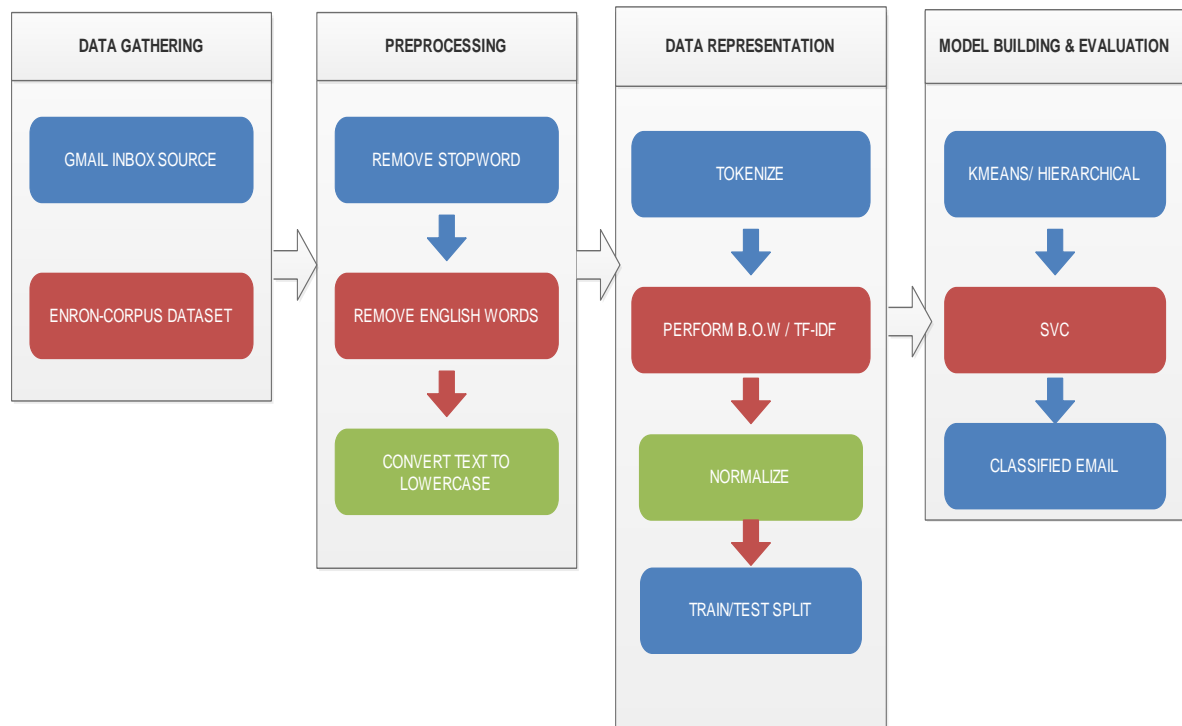 DATA GATHERING
GMAIL INBOX SOURCE
ENRON-CORPUS DATASET
PREPROCESSING
REMOVE STOPWORD
REMOVE ENGLISH WORDS
CONVERT TEXT TO
LOWERCASE
DATA REPRESENTATION
TOKENIZE
PERFORM B.O.W / TF-IDF
NORMALIZE
TRAIN/TEST SPLIT
MODEL BUILDING & EVALUATION
KMEANS/ HIERARCHICAL
SVC
CLASSIFIED EMAIL